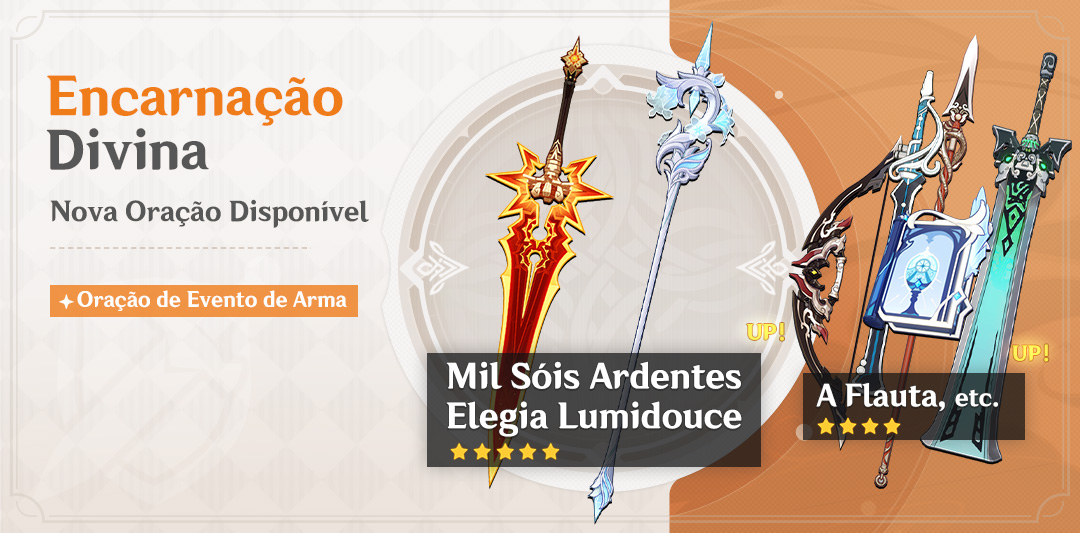 Encarnação
Divina
Nova Oração Disponível
Oração de Evento de Arma
Mil Sóis Ardentes
Elegia Lumidouce
UP!
A Flauta, etc.
UP!